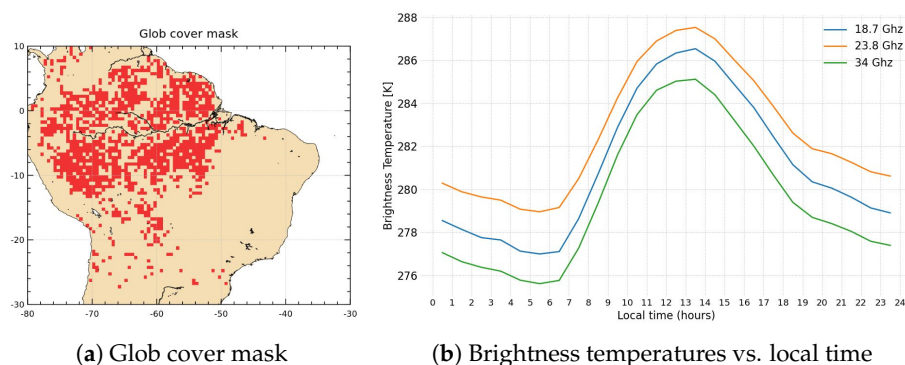 Glob cover mask
10
0
-10
-20
-30
-80 -70 -60 -50 -40 -30
(a) Glob cover mask
288
286
284
282
280
278
276
Brightness Temperature [K]
18.7 Ghz
23.8 Ghz
34 Ghz
0 1 2 3 4 5 6 7 8 9 10 11 12 13 14 15 16 17 18 19 20 21 22 23 24
Local time (hours)
(b) Brightness temperatures vs. local time